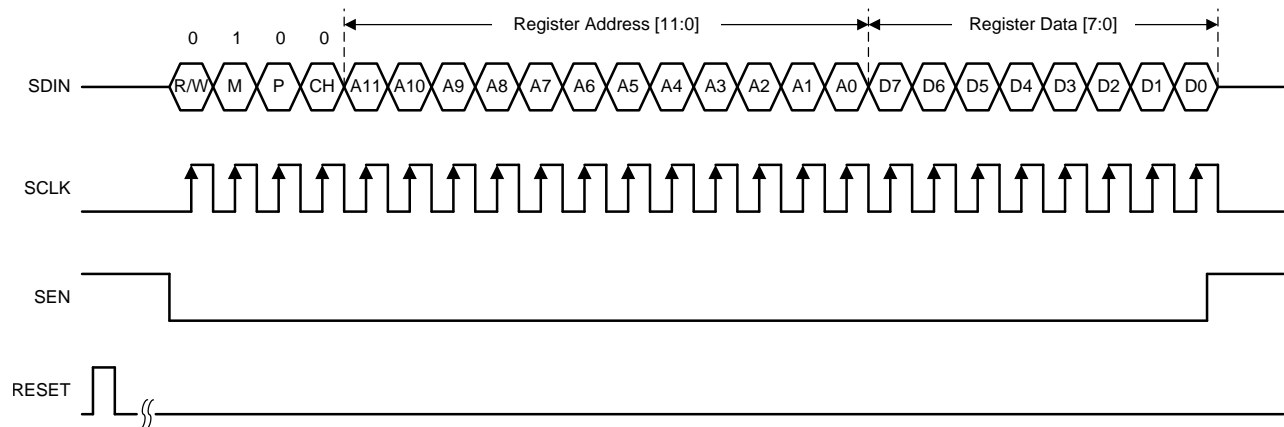 Register Address [11:0] Register Data [7:0]
0 1 0 0
SDIN R/W M P CH A11 A10 A9 A8 A7 A6 A5 A4 A3 A2 A1 A0 D7 D6 D5 D4 D3 D2 D1 D0
SCLK
SEN
RESET